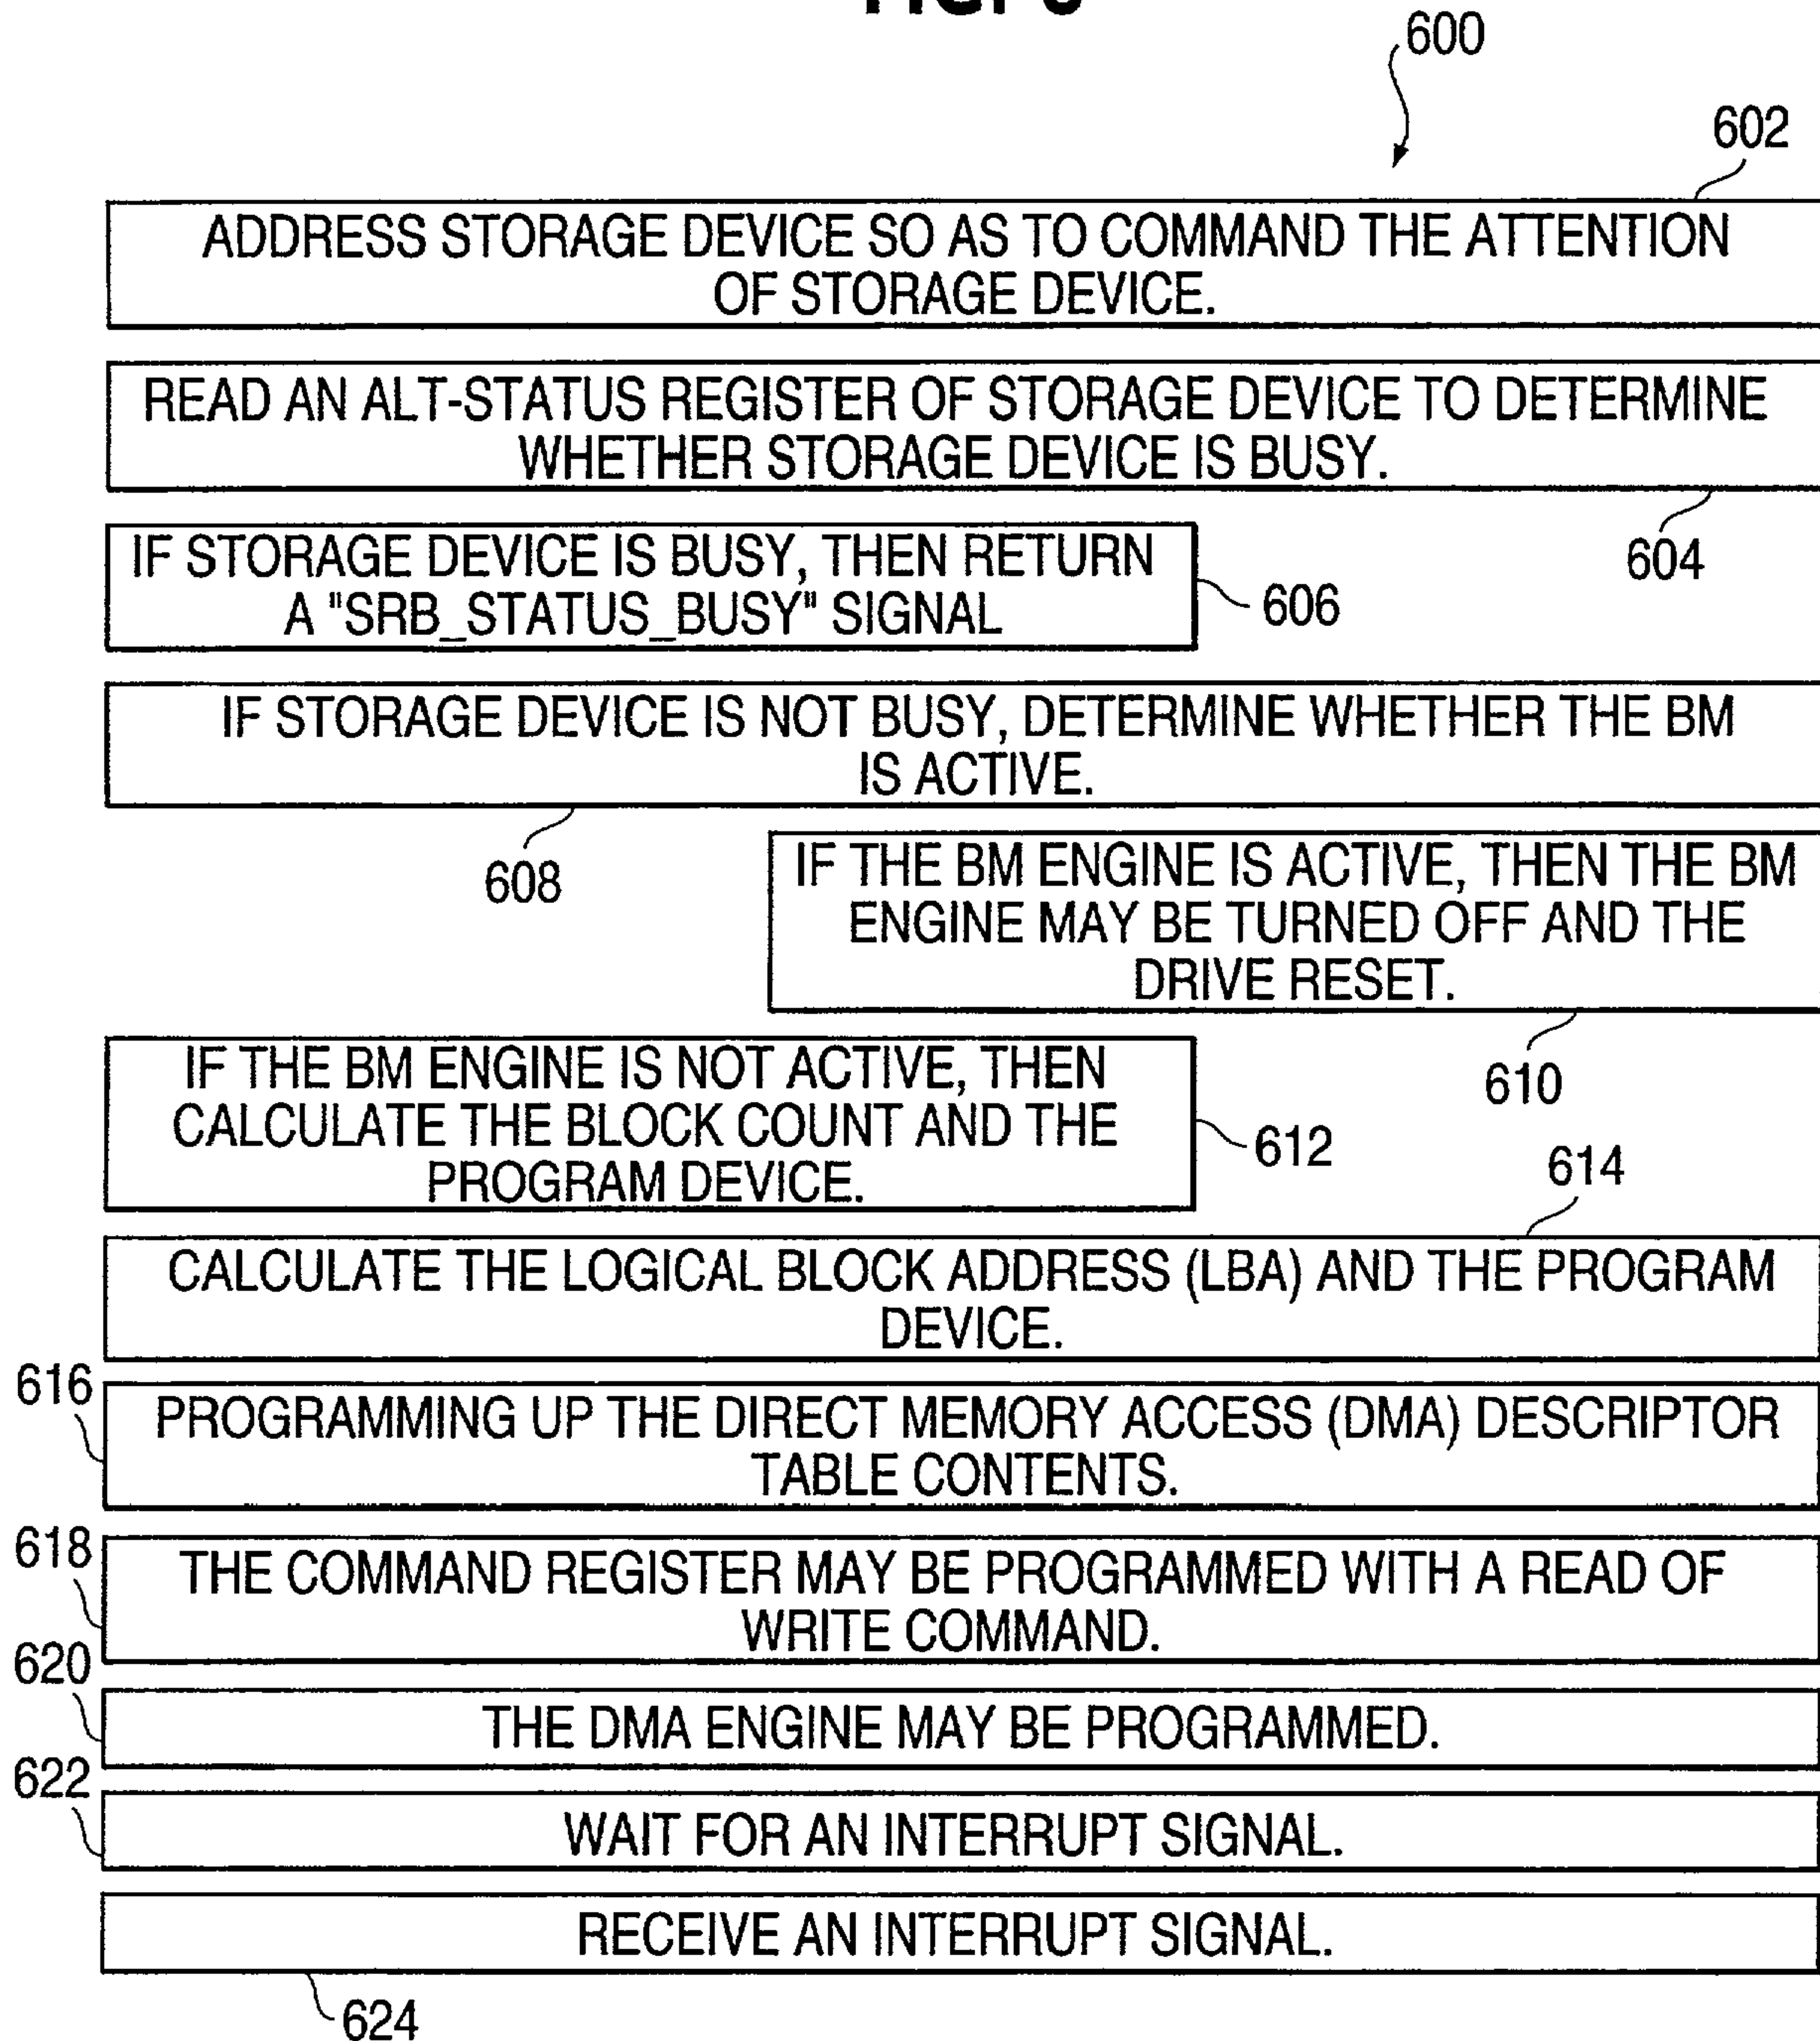 600
602
ADDRESS STORAGE DEVICE SO AS TO COMMAND THE ATTENTION
OF STORAGE DEVICE.
READ AN ALT-STATUS REGISTER OF STORAGE DEVICE TO DETERMINE
WHETHER STORAGE DEVICE IS BUSY.
604
IF STORAGE DEVICE IS BUSY, THEN RETURN
A "SRB_STATUS_BUSY" SIGNAL
606
IF STORAGE DEVICE IS NOT BUSY, DETERMINE WHETHER THE BM
IS ACTIVE.
608
IF THE BM ENGINE IS ACTIVE, THEN THE BM
ENGINE MAY BE TURNED OFF AND THE
DRIVE RESET.
610
IF THE BM ENGINE IS NOT ACTIVE, THEN
CALCULATE THE BLOCK COUNT AND THE
PROGRAM DEVICE.
612
614
CALCULATE THE LOGICAL BLOCK ADDRESS (LBA) AND THE PROGRAM
DEVICE.
616
PROGRAMMING UP THE DIRECT MEMORY ACCESS (DMA) DESCRIPTOR
TABLE CONTENTS.
618
THE COMMAND REGISTER MAY BE PROGRAMMED WITH A READ OF
WRITE COMMAND.
620
THE DMA ENGINE MAY BE PROGRAMMED.
622
WAIT FOR AN INTERRUPT SIGNAL.
RECEIVE AN INTERRUPT SIGNAL.
624